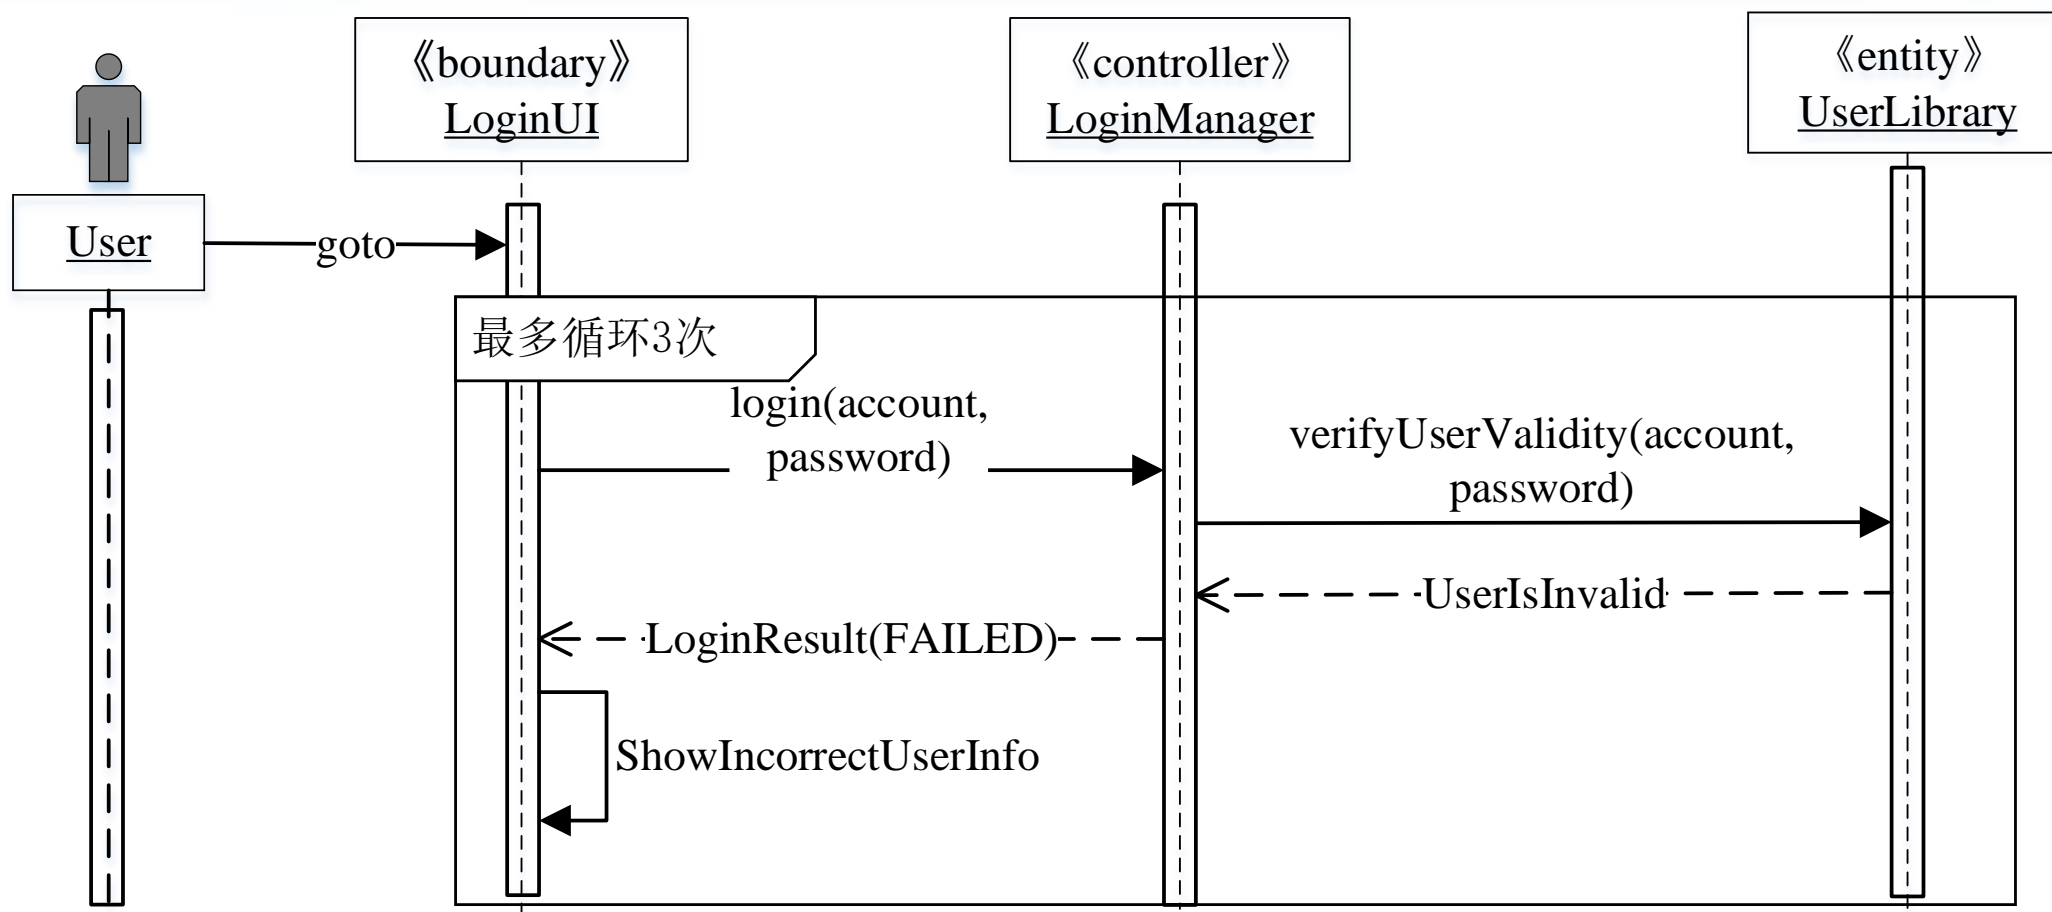 《boundary》
LoginUI
《controller》
LoginManager
《entity》
UserLibrary
User
goto
最多循环3次
login(account,
password)
verifyUserValidity(account,
password)
UserIsInvalid
LoginResult(FAILED)
ShowIncorrectUserInfo